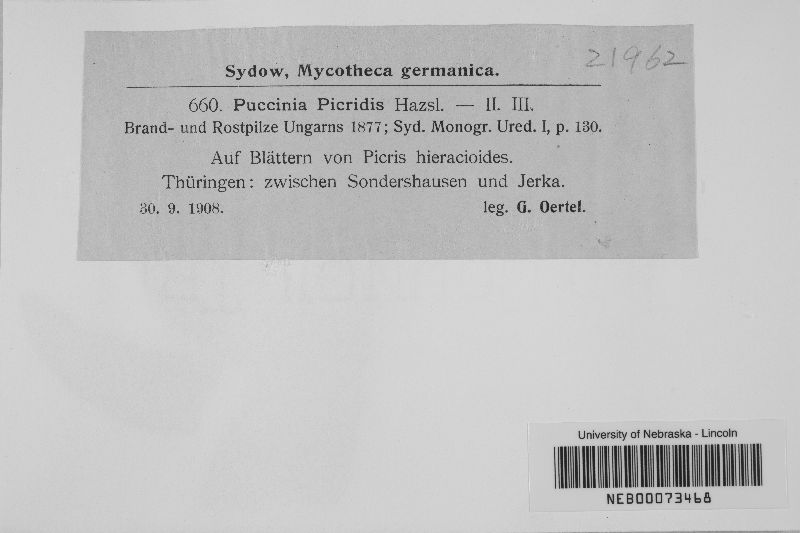 21962
Sydow, Mycotheca germanica.
660. Puccinia Picridis Hazsl. — II. III.
Brand- und Rostpilze Ungarns 1877; Syd. Monogr. Ured. I, p. 130.
Auf Blättern von Picris hieracioides.
Thüringen: zwischen Sondershausen und Jerka.
30. 9. 1908. leg. G. Oertel.
University of Nebraska - Lincoln
NEB00073468